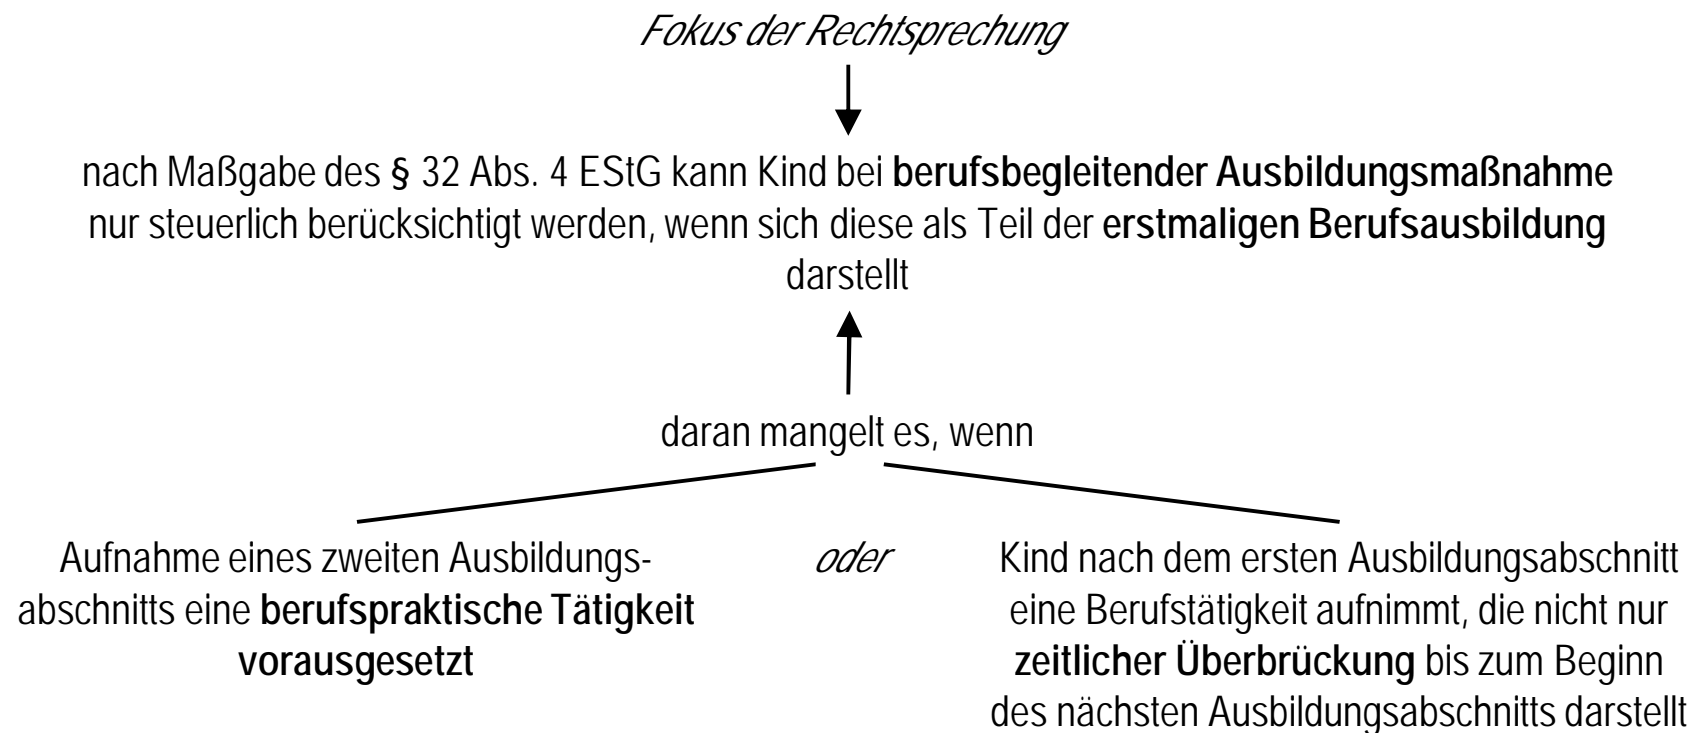 Fokus der Rechtsprechung
nach Maßgabe des § 32 Abs. 4 EStG kann Kind bei berufsbegleitender Ausbildungsmaßnahme
nur steuerlich berücksichtigt werden, wenn sich diese als Teil der erstmaligen Berufsausbildung
darstellt
daran mangelt es, wenn
Aufnahme eines zweiten Ausbildungs-
abschnitts eine berufspraktische Tätigkeit
vorausgesetzt
oder
Kind nach dem ersten Ausbildungsabschnitt
eine Berufstätigkeit aufnimmt, die nicht nur
zeitlicher Überbrückung bis zum Beginn
des nächsten Ausbildungsabschnitts darstellt